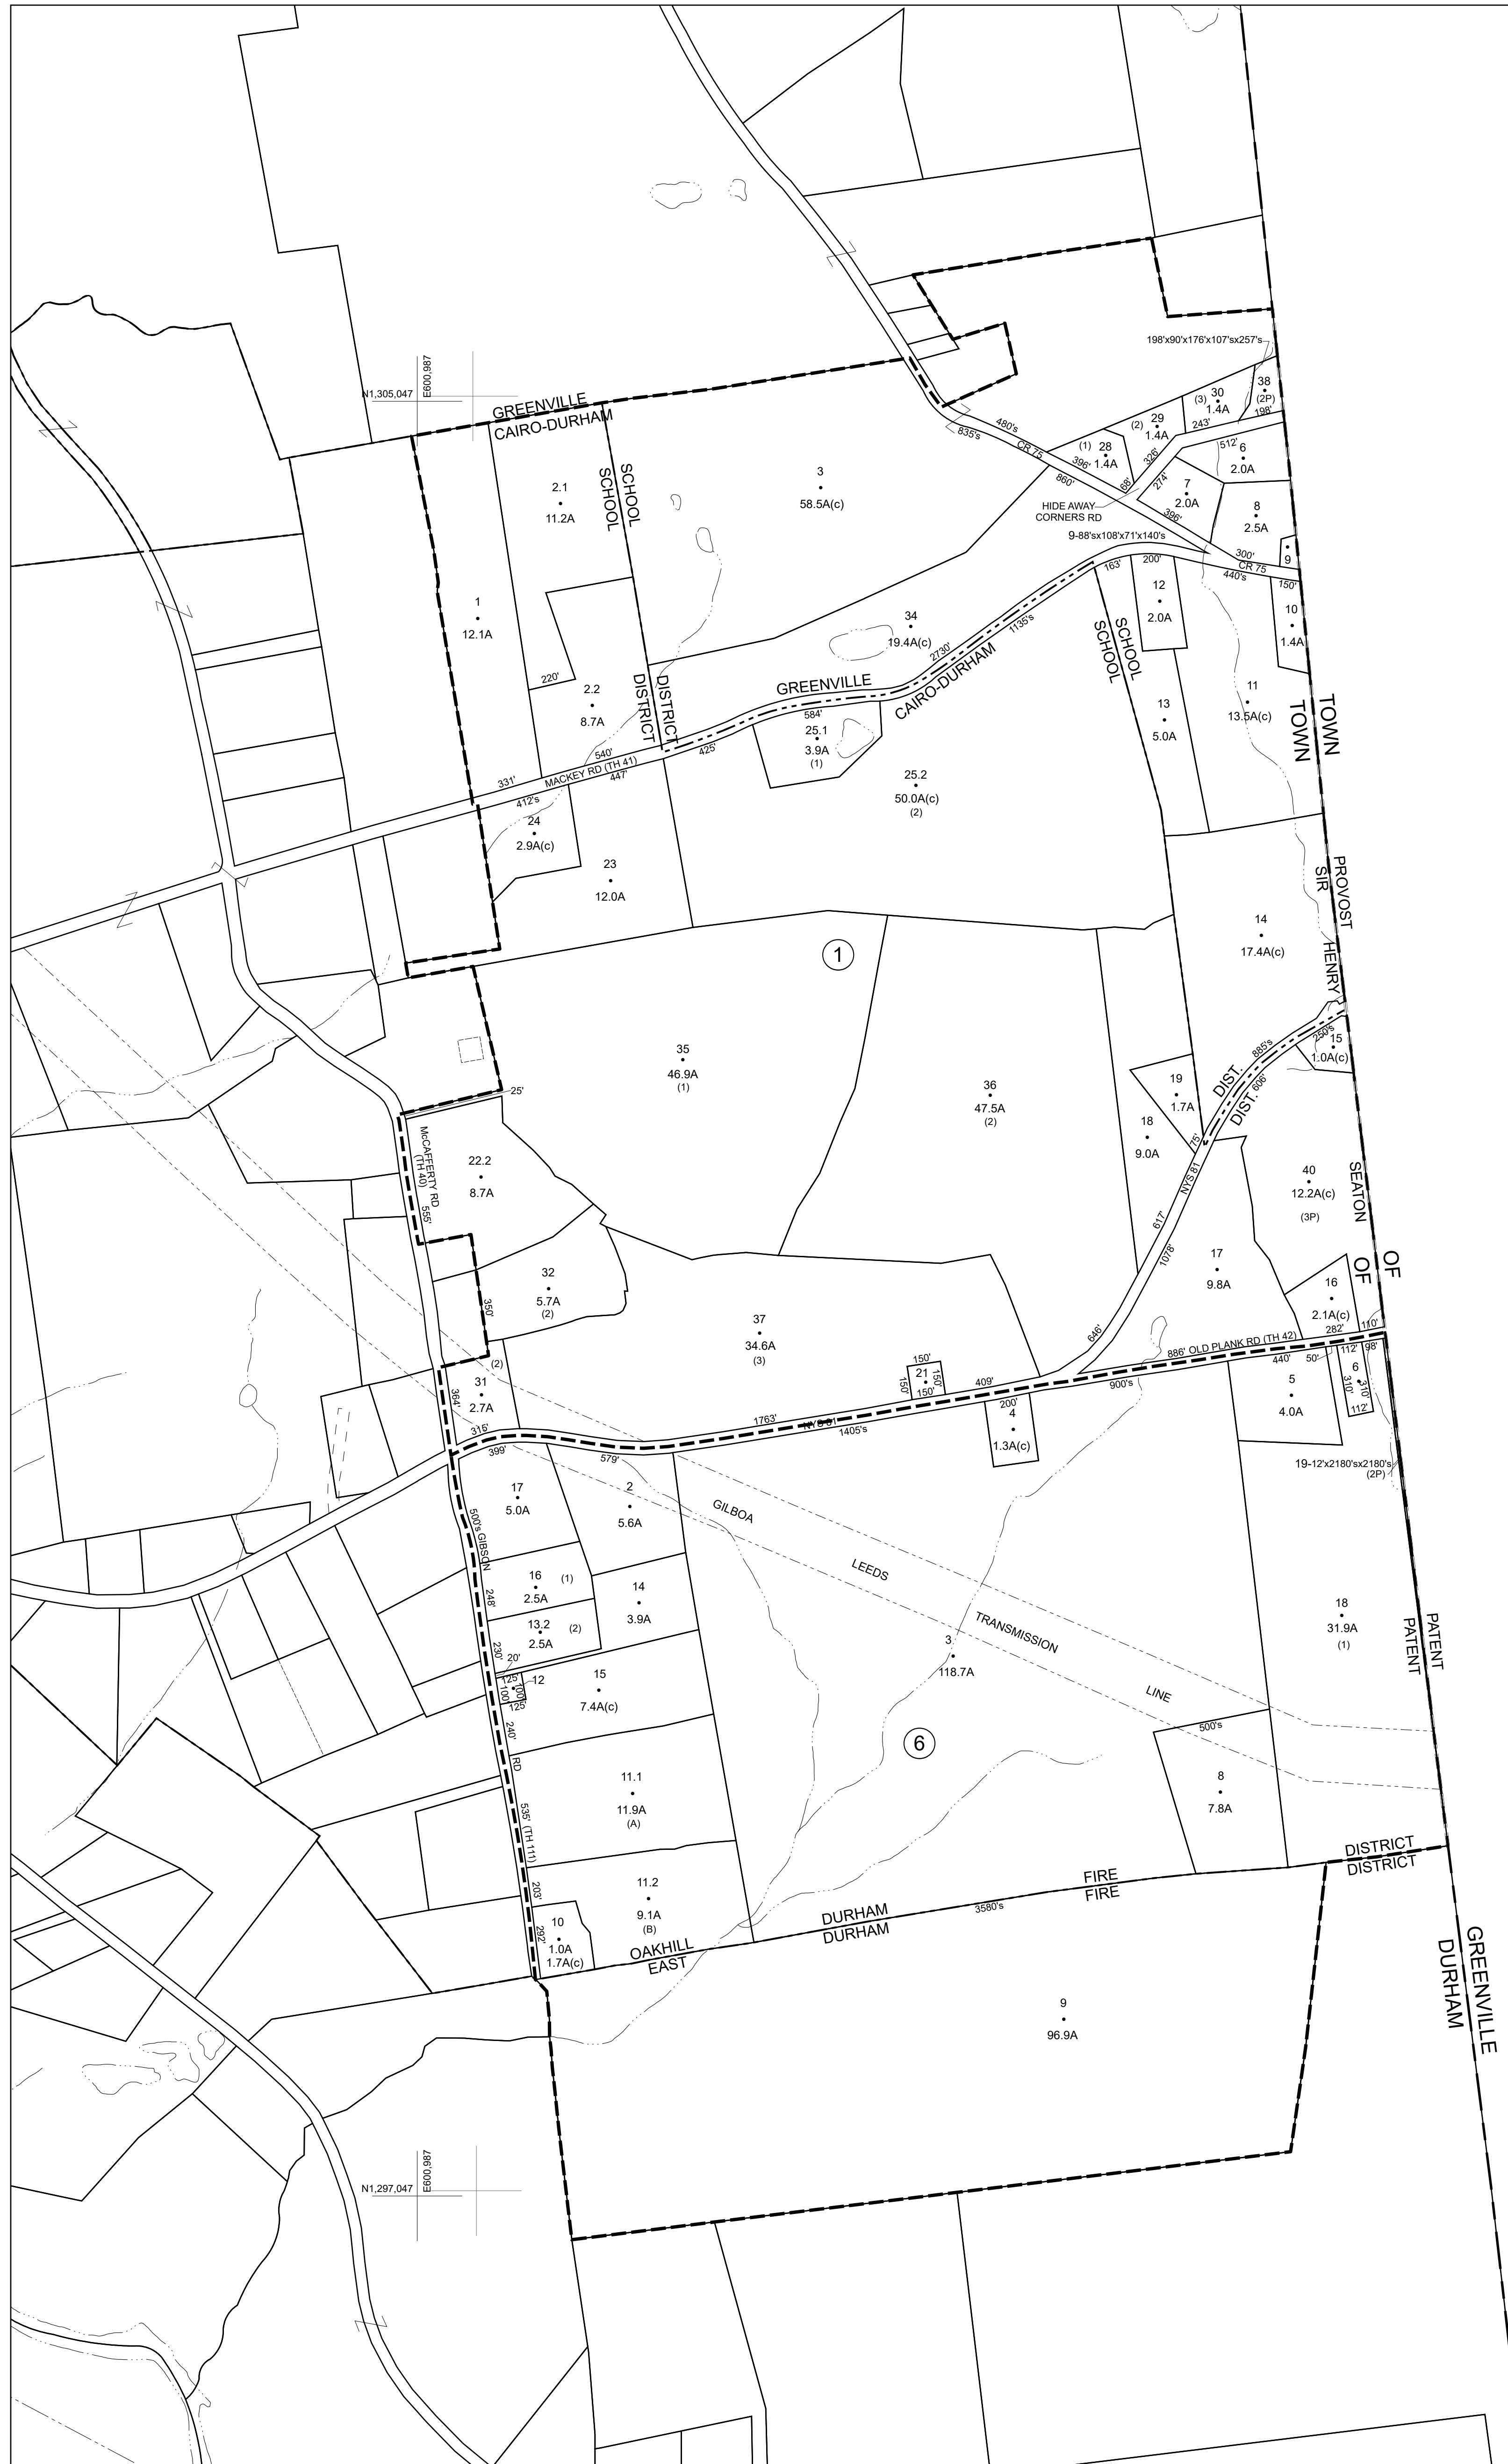 198'x90'x176'x107'sx257's
N1,305,047
E600,987
GREENVILLE
CAIRO-DURHAM
38
(2P)
198'
(3)
30
1.4A
243'
(2)
29
1.4A
(1)
28
1.4A
480's
835's
CR 75
396'
860'
68'
326'
512'
6
2.0A
274'
7
2.0A
396'
8
2.5A
HIDE AWAY
CORNERS RD
9-88'sx108'x71'x140's
9
300'
CR 75
440's
150'
2.1
11.2A
SCHOOL
SCHOOL
3
58.5A(c)
1
12.1A
163'
200'
12
2.0A
10
1.4A
34
19.4A(c)
2730'
1135's
SCHOOL
SCHOOL
220'
2.2
8.7A
DISTRICT
DISTRICT
GREENVILLE
CAIRO-DURHAM
584'
25.1
3.9A
(1)
13
5.0A
11
13.5A(c)
TOWN
TOWN
540'
425'
331'
MACKEY RD (TH 41)
447'
412's
25.2
50.0A(c)
(2)
24
2.9A(c)
23
12.0A
PROVOST
SIR
HENRY
14
17.4A(c)
1
35
46.9A
(1)
36
47.5A
(2)
885's
250's
15
1.0A(c)
DIST.
DIST.
606'
19
1.7A
18
9.0A
75'
NYS 81
25'
McCAFFERTY RD
(TH 40)
555'
22.2
8.7A
40
12.2A(c)
(3P)
SEATON
617'
1078'
17
9.8A
OF
OF
32
5.7A
(2)
350'
16
2.1A(c)
37
34.6A
(3)
646'
886' OLD PLANK RD (TH 42)
282'
110'
(2)
31
2.7A
364'
150'
150'
21
150'
150'
409'
900's
440'
50'
112'
98'
6
310'
310'
112'
5
4.0A
200'
4
1.3A(c)
315'
399'
579'
1763'
NYS 81
1405's
19-12'x2180'sx2180's
(2P)
17
5.0A
2
5.6A
GILBOA
LEEDS
TRANSMISSION
LINE
500's GIBSON
16
2.5A
(1)
248'
14
3.9A
13.2
2.5A
(2)
230'
20'
125'
12
100'
100's
125'
15
7.4A(c)
3
118.7A
18
31.9A
(1)
PATENT
PATENT
240'
RD
6
500's
11.1
11.9A
(A)
535' (TH 111)
8
7.8A
DISTRICT
DISTRICT
203'
11.2
9.1A
(B)
FIRE
FIRE
3580's
DURHAM
DURHAM
10
1.0A
1.7A(c)
292'
OAKHILL
EAST
GREENVILLE
DURHAM
9
96.9A
N1,297,047
E600,987